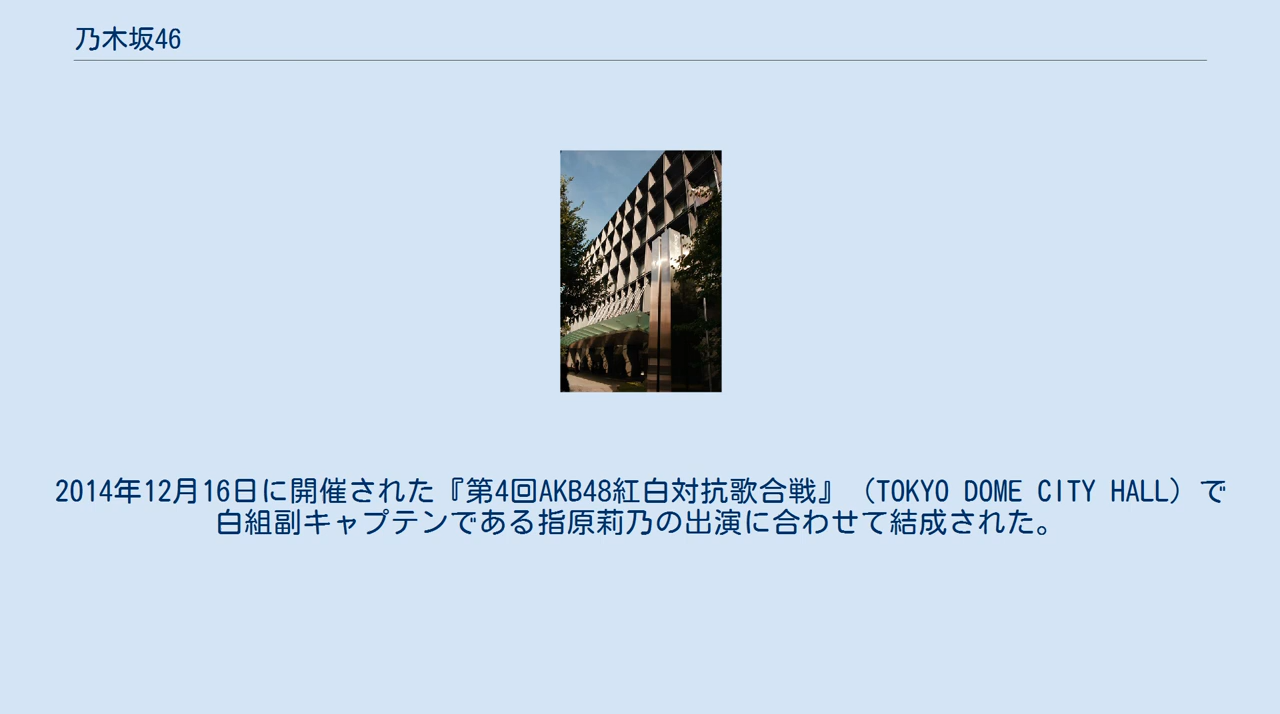 乃木坂46
2014年12月16日に開催された『第4回AKB48紅白対抗歌合戦』（TOKYO DOME CITY HALL）で
白組副キャプテンである指原莉乃の出演に合わせて結成された。